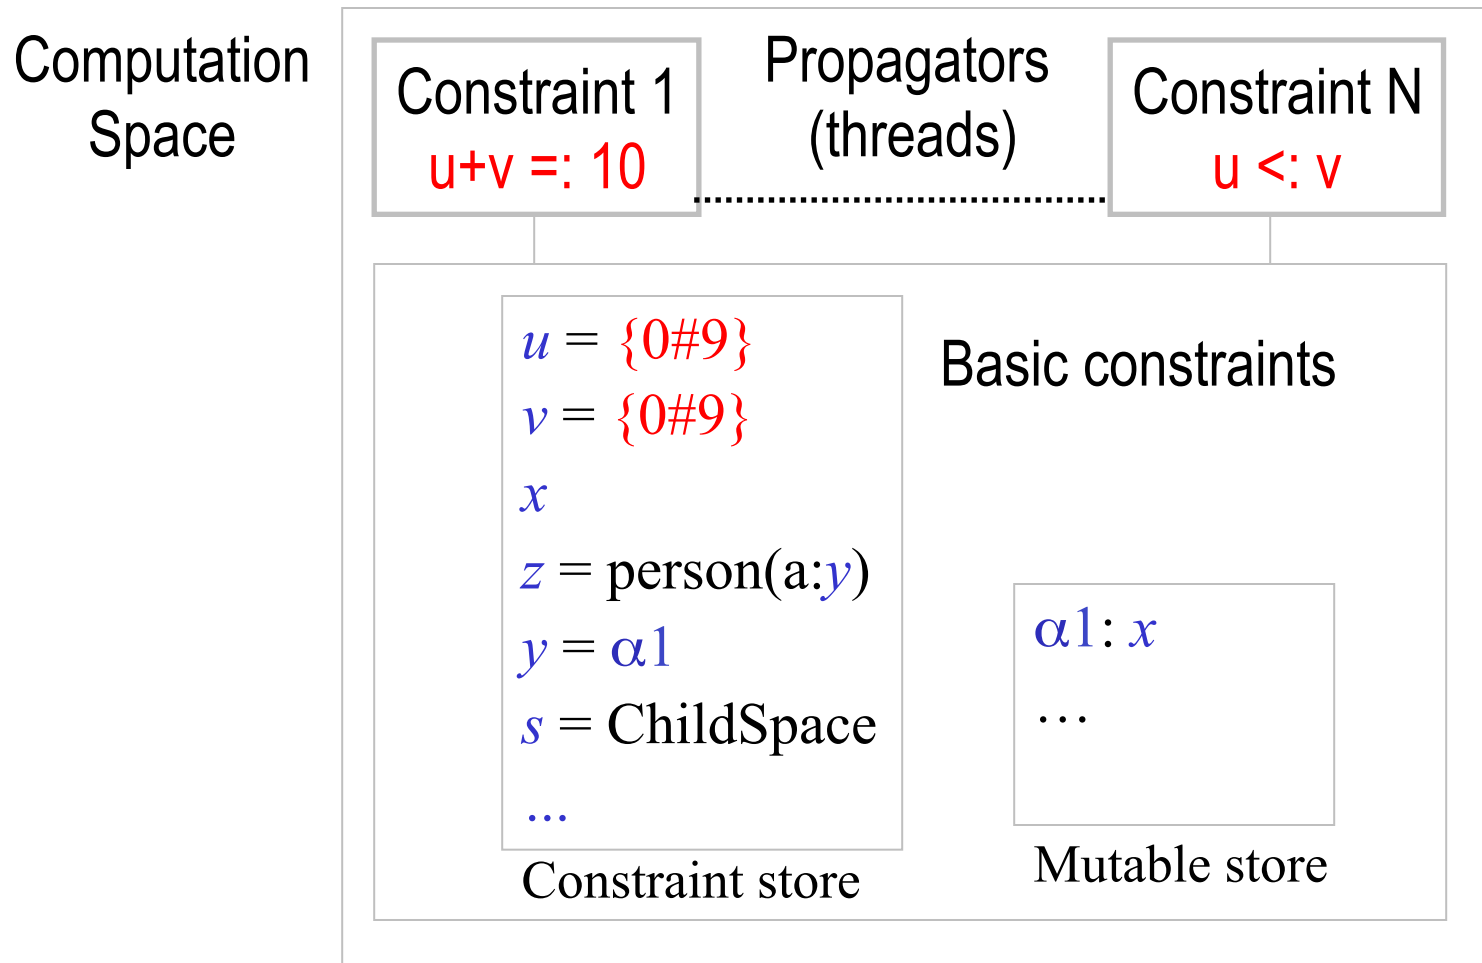 Computation
Space
Constraint 1
u+v =: 10
Propagators
(threads)
Constraint N
u <: v
u = {0#9}
v = {0#9}
x
z = person(a:y)
y = α1
s = ChildSpace
...
Constraint store
Basic constraints
α1: x
…
Mutable store